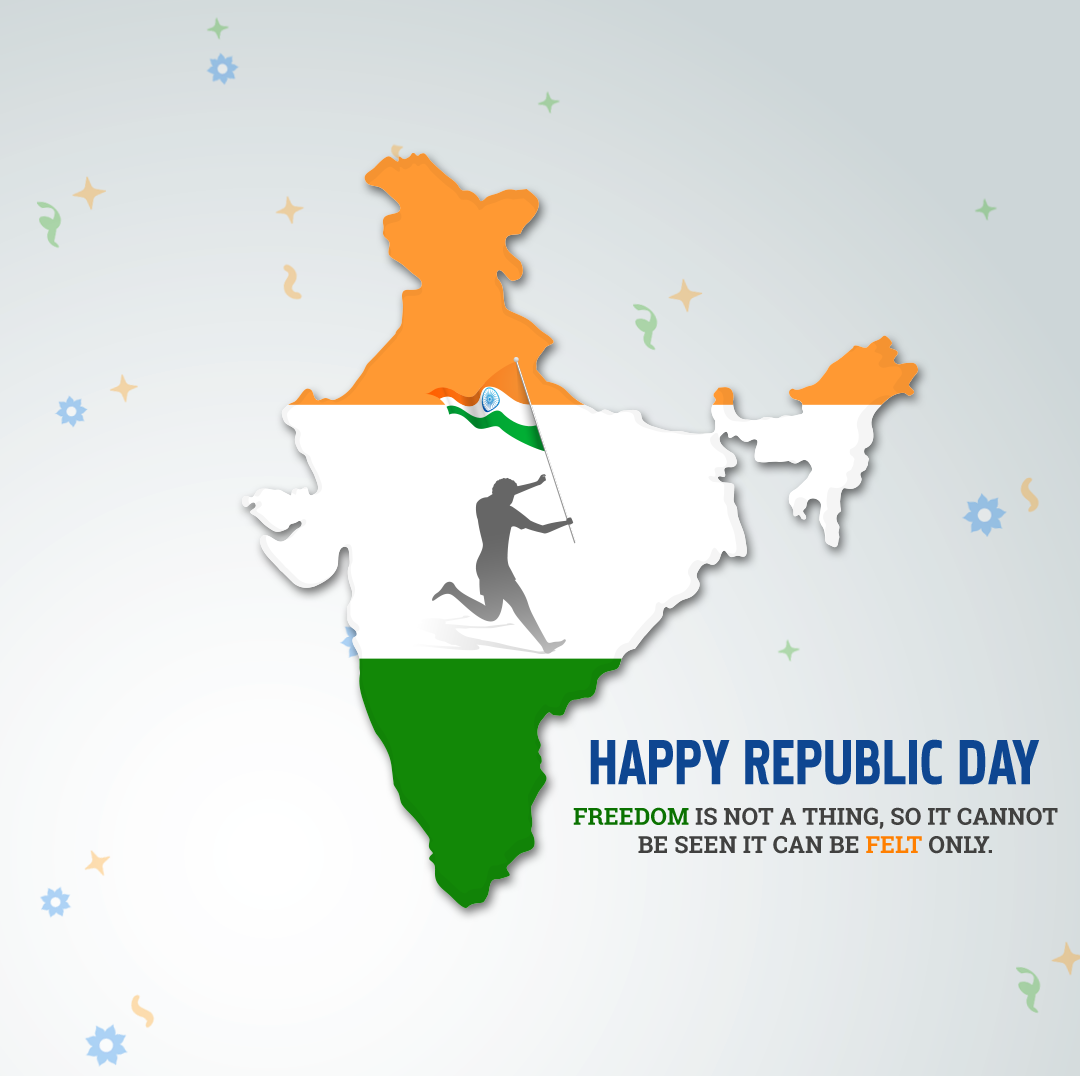 HAPPY REPUBLIC DAY
FREEDOM IS NOT A THING, SO IT CANNOT
BE SEEN IT CAN BE FELT ONLY.